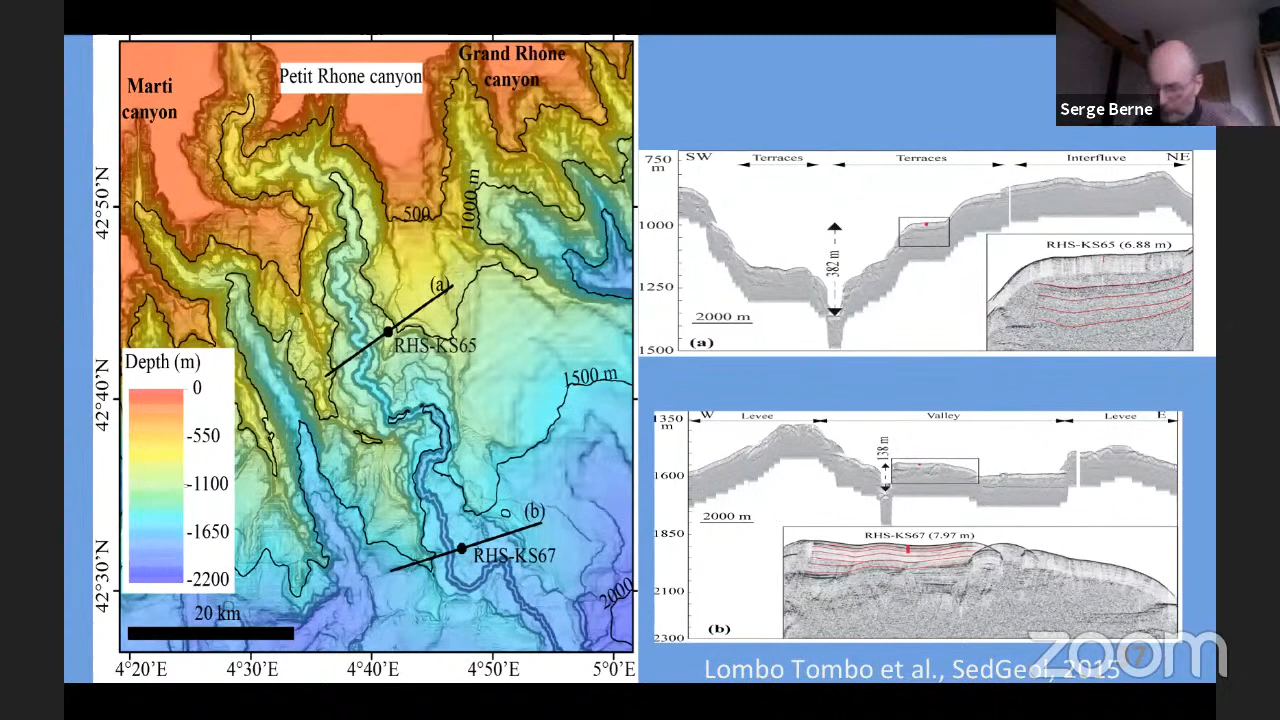 Marti
canyon
Petit Rhone canyon
Grand Rhone
canyon
500
1000 m
(a)
RHS-KS65
1500 m
(b)
RHS-KS67
2000
Depth (m)
0
-550
-1100
-1650
-2200
20 km
42°50'N
42°40'N
42°30'N
4°20'E
4°30'E
4°40'E
4°50'E
5°0'E
Serge Berne
750
m
1000
1250
1500
SW
Terraces
Terraces
Interfluve
NE
382 m
2000 m
(a)
RHS-KS65 (6.88 m)
1350
m
1600
1850
2100
2300
W
Levee
Valley
Levee
E
138 m
2000 m
(b)
RHS-KS67 (7.97 m)
Lombo Tombo et al., SedGeol, 2015
17
zoom